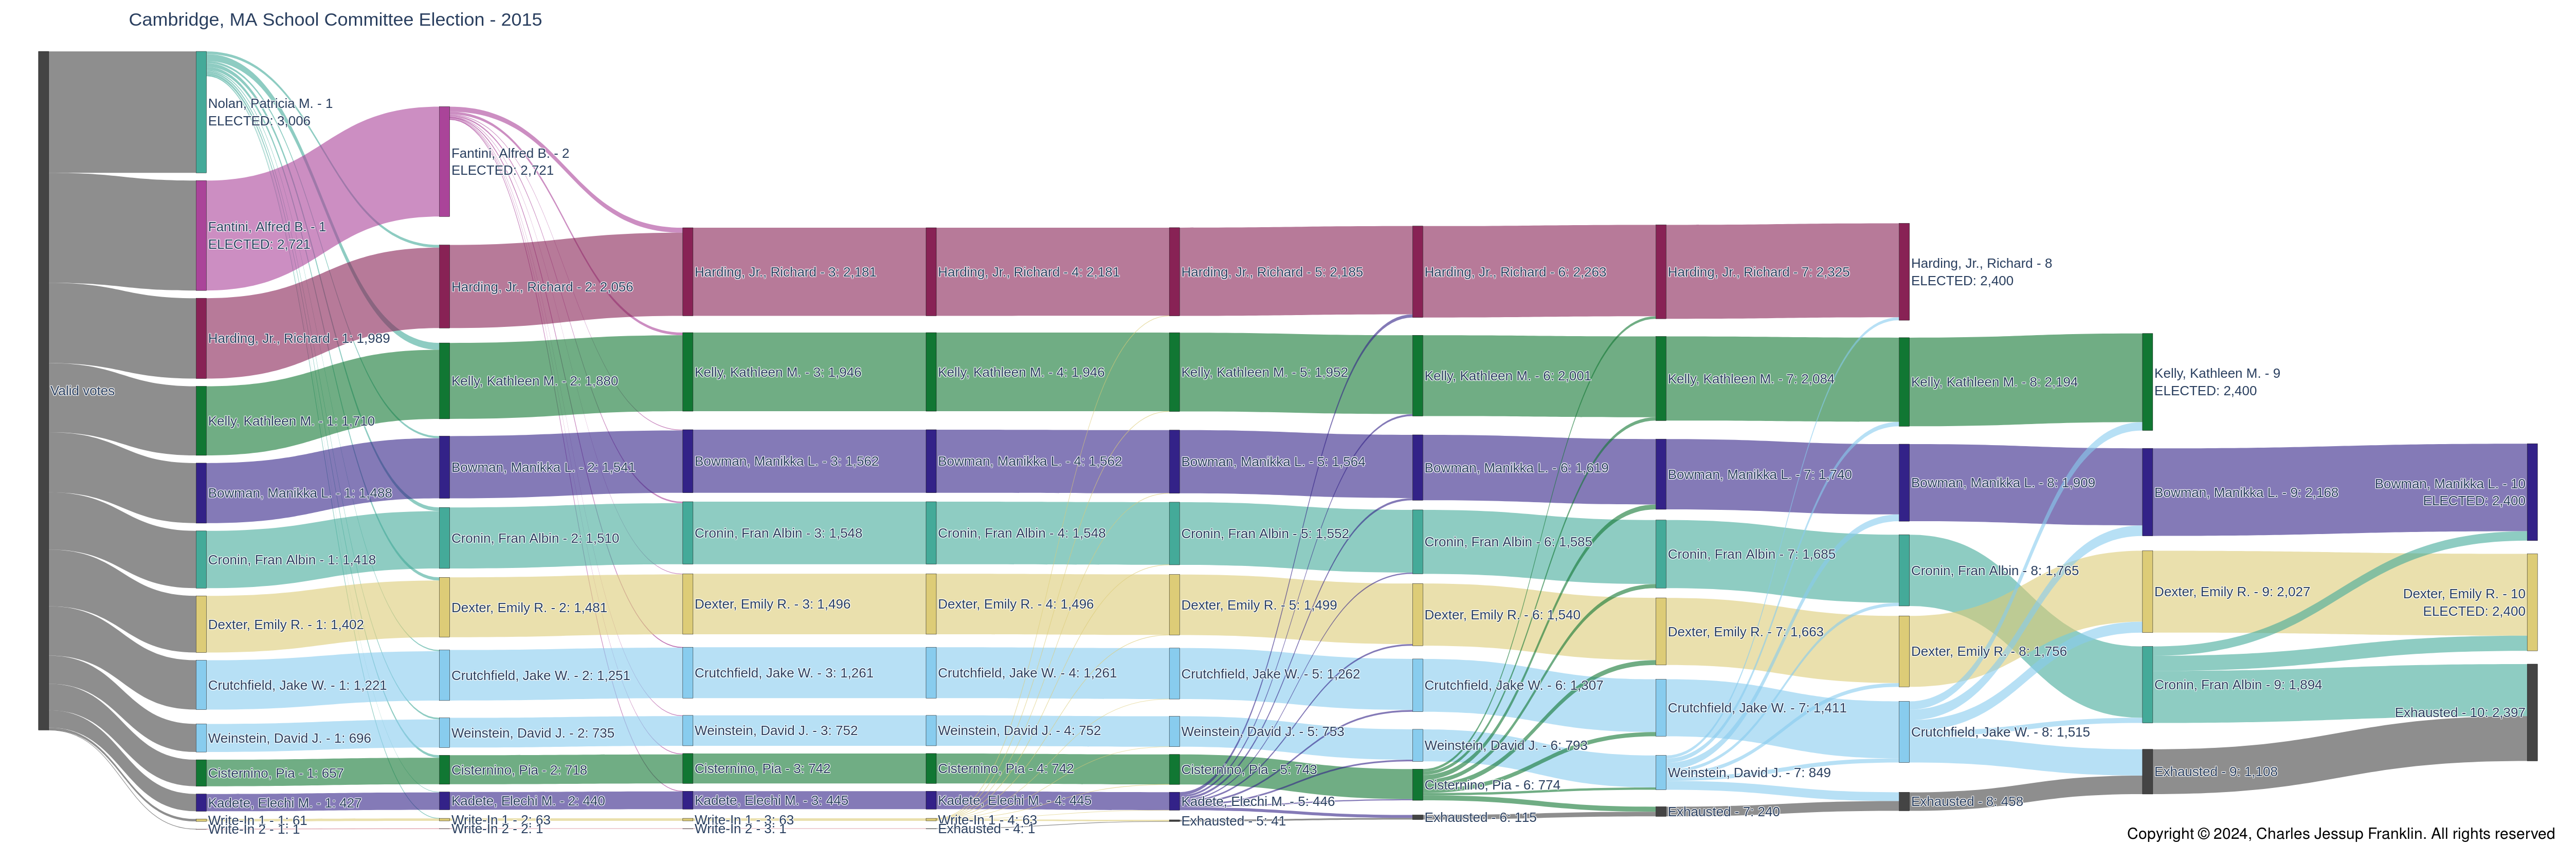 Cambridge, MA School Committee Election - 2015
Valid votes
Nolan, Patricia M. - 1
ELECTED: 3,006
Fantini, Alfred B. - 1
ELECTED: 2,721
Harding, Jr., Richard - 1: 1,989
Kelly, Kathleen M. - 1: 1,710
Bowman, Manikka L. - 1: 1,488
Cronin, Fran Albin - 1: 1,418
Dexter, Emily R. - 1: 1,402
Crutchfield, Jake W. - 1: 1,221
Weinstein, David J. - 1: 696
Cisternino, Pia - 1: 657
Kadete, Elechi M. - 1: 427
Write-In 1 - 1: 61
Write-In 2 - 1: 1
Fantini, Alfred B. - 2
ELECTED: 2,721
Harding, Jr., Richard - 2: 2,056
Kelly, Kathleen M. - 2: 1,880
Bowman, Manikka L. - 2: 1,541
Cronin, Fran Albin - 2: 1,510
Dexter, Emily R. - 2: 1,481
Crutchfield, Jake W. - 2: 1,251
Weinstein, David J. - 2: 735
Cisternino, Pia - 2: 718
Kadete, Elechi M. - 2: 440
Write-In 1 - 2: 63
Write-In 2 - 2: 1
Harding, Jr., Richard - 3: 2,181
Kelly, Kathleen M. - 3: 1,946
Bowman, Manikka L. - 3: 1,562
Cronin, Fran Albin - 3: 1,548
Dexter, Emily R. - 3: 1,496
Crutchfield, Jake W. - 3: 1,261
Weinstein, David J. - 3: 752
Cisternino, Pia - 3: 742
Kadete, Elechi M. - 3: 445
Write-In 1 - 3: 63
Write-In 2 - 3: 1
Harding, Jr., Richard - 4: 2,181
Kelly, Kathleen M. - 4: 1,946
Bowman, Manikka L. - 4: 1,562
Cronin, Fran Albin - 4: 1,548
Dexter, Emily R. - 4: 1,496
Crutchfield, Jake W. - 4: 1,261
Weinstein, David J. - 4: 752
Cisternino, Pia - 4: 742
Kadete, Elechi M. - 4: 445
Write-In 1 - 4: 63
Exhausted - 4: 1
Harding, Jr., Richard - 5: 2,185
Kelly, Kathleen M. - 5: 1,952
Bowman, Manikka L. - 5: 1,564
Cronin, Fran Albin - 5: 1,552
Dexter, Emily R. - 5: 1,499
Crutchfield, Jake W. - 5: 1,262
Weinstein, David J. - 5: 753
Cisternino, Pia - 5: 743
Kadete, Elechi M. - 5: 446
Exhausted - 5: 41
Harding, Jr., Richard - 6: 2,263
Kelly, Kathleen M. - 6: 2,001
Bowman, Manikka L. - 6: 1,619
Cronin, Fran Albin - 6: 1,585
Dexter, Emily R. - 6: 1,540
Crutchfield, Jake W. - 6: 1,307
Weinstein, David J. - 6: 793
Cisternino, Pia - 6: 774
Exhausted - 6: 115
Harding, Jr., Richard - 7: 2,325
Kelly, Kathleen M. - 7: 2,084
Bowman, Manikka L. - 7: 1,740
Cronin, Fran Albin - 7: 1,685
Dexter, Emily R. - 7: 1,663
Crutchfield, Jake W. - 7: 1,411
Weinstein, David J. - 7: 849
Exhausted - 7: 240
Harding, Jr., Richard - 8
ELECTED: 2,400
Kelly, Kathleen M. - 8: 2,194
Bowman, Manikka L. - 8: 1,909
Cronin, Fran Albin - 8: 1,765
Dexter, Emily R. - 8: 1,756
Crutchfield, Jake W. - 8: 1,515
Exhausted - 8: 458
Kelly, Kathleen M. - 9
ELECTED: 2,400
Bowman, Manikka L. - 9: 2,168
Dexter, Emily R. - 9: 2,027
Cronin, Fran Albin - 9: 1,894
Exhausted - 9: 1,108
Bowman, Manikka L. - 10
ELECTED: 2,400
Dexter, Emily R. - 10
ELECTED: 2,400
Exhausted - 10: 2,397
Copyright © 2024, Charles Jessup Franklin. All rights reserved